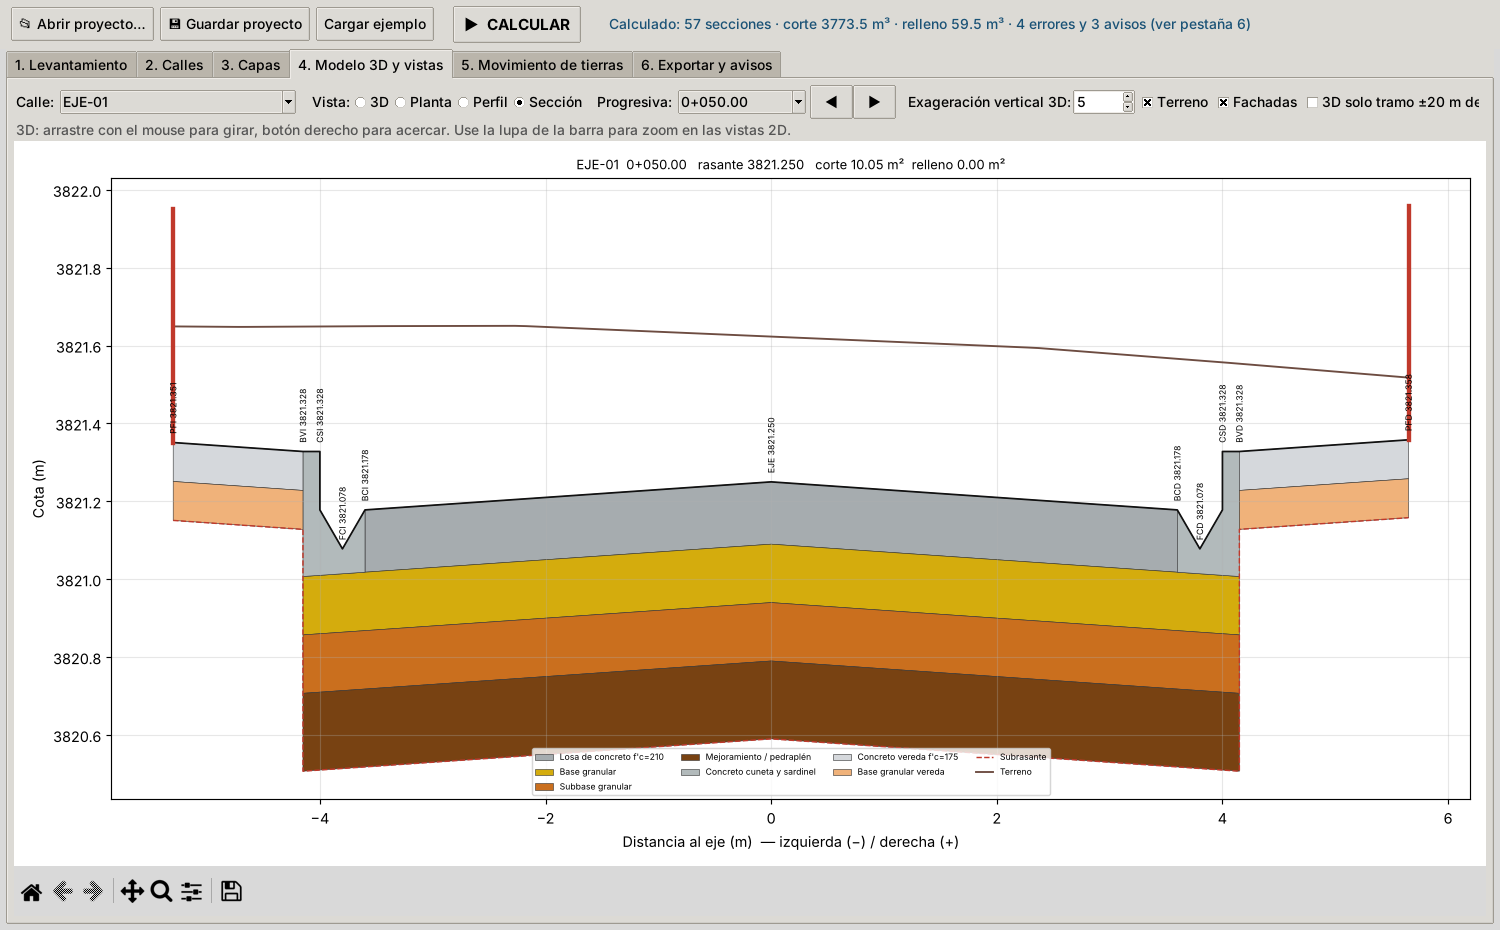 Abrir proyecto... Guardar proyecto Cargar ejemplo CALCULAR Calculado: 57 secciones · corte 3773.5 m³ · relleno 59.5 m³ · 4 errores y 3 avisos (ver pestaña 6)
1. Levantamiento 2. Calles 3. Capas 4. Modelo 3D y vistas 5. Movimiento de tierras 6. Exportar y avisos
Calle: EJE-01 Vista: 3D Planta Perfil Sección Progresiva: 0+050.00 Exageración vertical 3D: 5 Terreno Fachadas 3D solo tramo ±20 m de
3D: arrastre con el mouse para girar, botón derecho para acercar. Use la lupa de la barra para zoom en las vistas 2D.
EJE-01 0+050.00 rasante 3821.250 corte 10.05 m² relleno 0.00 m²
Cota (m)
3822.0
3821.8
3821.6
3821.4
3821.2
3821.0
3820.8
3820.6
PFI 3821.351
BVI 3821.328
CSI 3821.328
FCI 3821.078
BCI 3821.178
EJE 3821.250
BCD 3821.178
FCD 3821.078
CSD 3821.328
BVD 3821.328
PFD 3821.358
Losa de concreto f'c=210 Mejoramiento / pedraplén Concreto vereda f'c=175 Subrasante
Base granular Concreto cuneta y sardinel Base granular vereda Terreno
Subbase granular
−4 −2 0 2 4 6
Distancia al eje (m) — izquierda (−) / derecha (+)